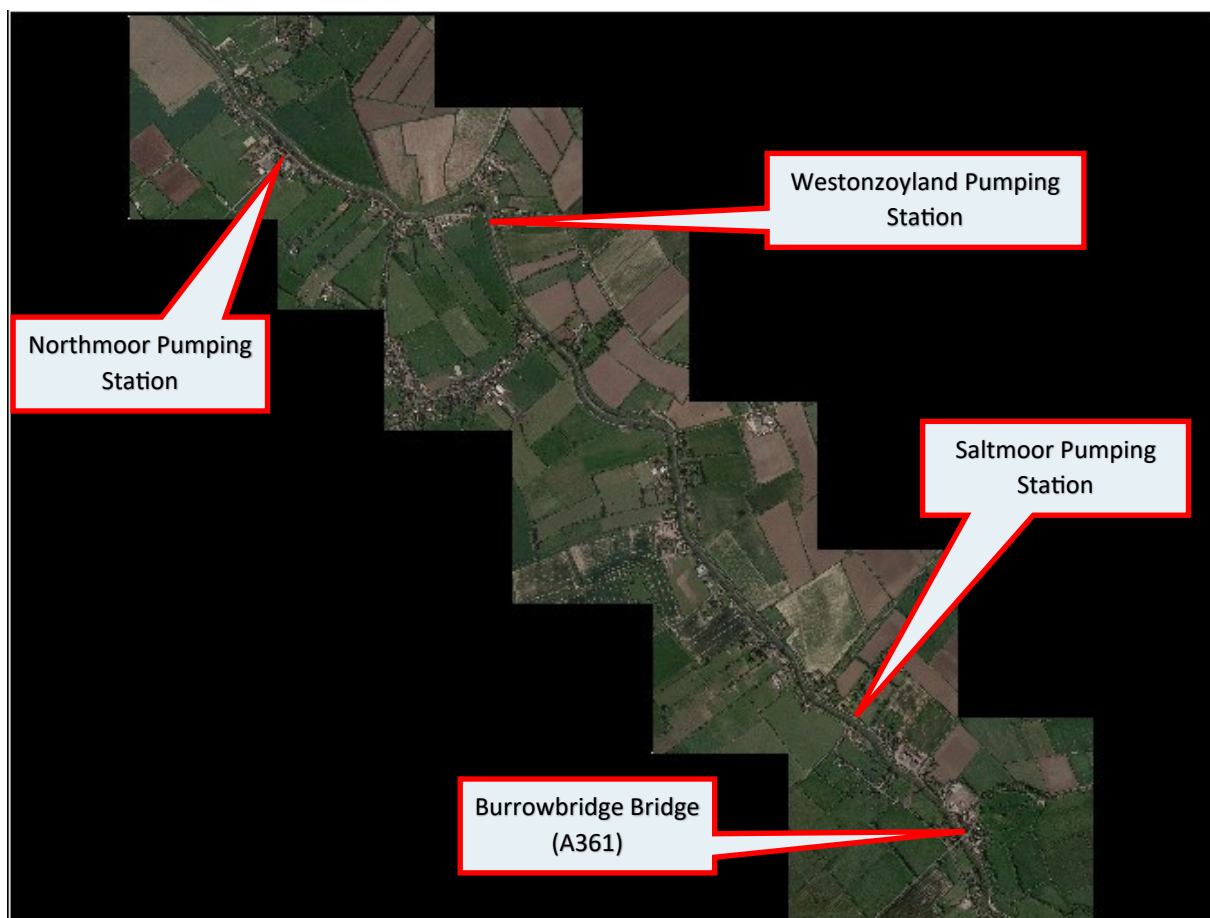 Westonzoyland Pumping
Station
Northmoor Pumping
Station
Saltmoor Pumping
Station
Burrowbridge Bridge
(A361)